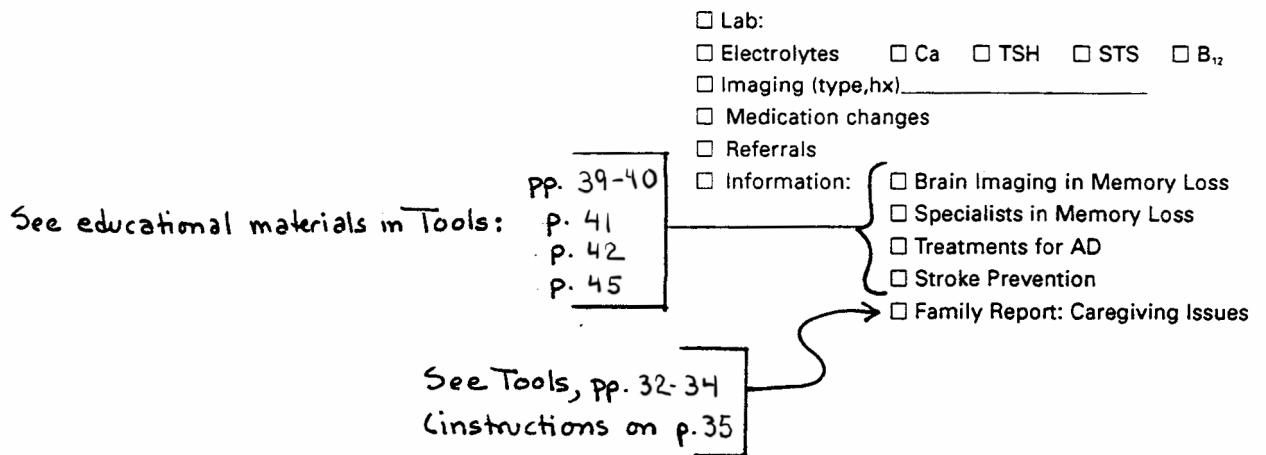 ☐ Lab:
☐ Electrolytes ☐ Ca ☐ TSH ☐ STS ☐ B₁₂
☐ Imaging (type,hx)
☐ Medication changes
☐ Referrals
pp. 39-40 ☐ Information: ☐ Brain Imaging in Memory Loss
See educational materials in Tools: p. 41 ☐ Specialists in Memory Loss
p. 42 ☐ Treatments for AD
p. 45 ☐ Stroke Prevention
☐ Family Report: Caregiving Issues
See Tools, pp. 32-34
(instructions on p. 35